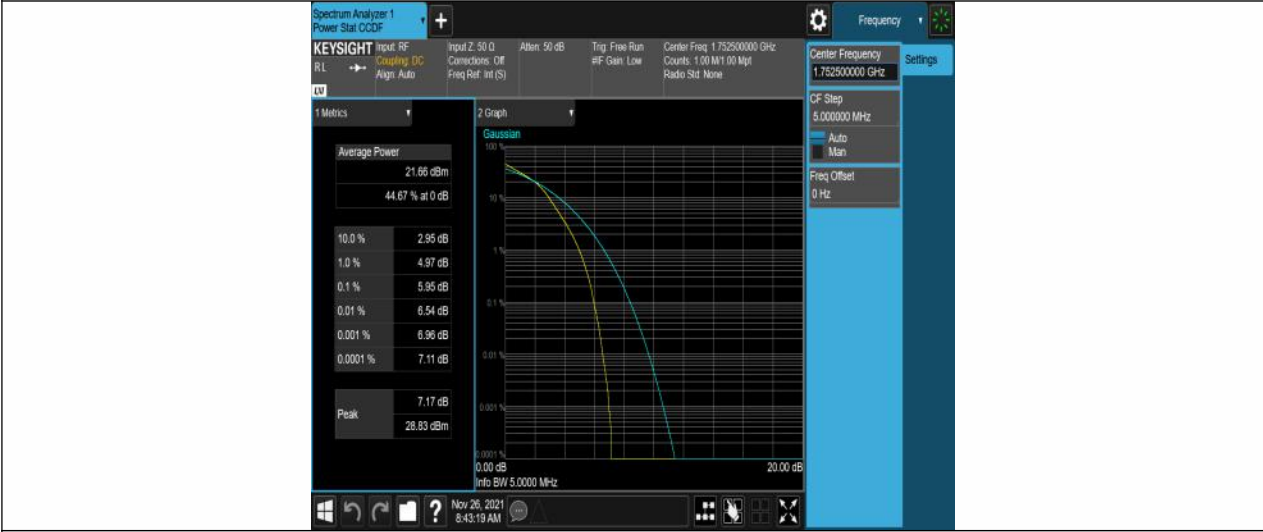 Spectrum Analyzer 1
Power Stat CCDF
+
Frequency
KEYSIGHT
Input: RF
Input Z: 50 Ω
Atten: 50 dB
Trig: Free Run
Center Freq: 1.752500000 GHz
RL
Coupling: DC
Corrections: Off
#IF Gain: Low
Counts: 1.00 M/1.00 Mpt
Align: Auto
Freq Ref: Int (S)
Radio Std: None
Center Frequency
1.752500000 GHz
Settings
CF Step
5.000000 MHz
Auto
Man
Freq Offset
0 Hz
1 Metrics
Average Power
21.66 dBm
44.67 % at 0 dB
10.0 % 2.95 dB
1.0 % 4.97 dB
0.1 % 5.95 dB
0.01 % 6.54 dB
0.001 % 6.96 dB
0.0001 % 7.11 dB
Peak
7.17 dB
28.83 dBm
2 Graph
Gaussian
100 %
10 %
1 %
0.1 %
0.01 %
0.001 %
0.0001 %
0.00 dB 20.00 dB
Info BW 5.0000 MHz
?
Nov 26, 2021
8:43:19 AM